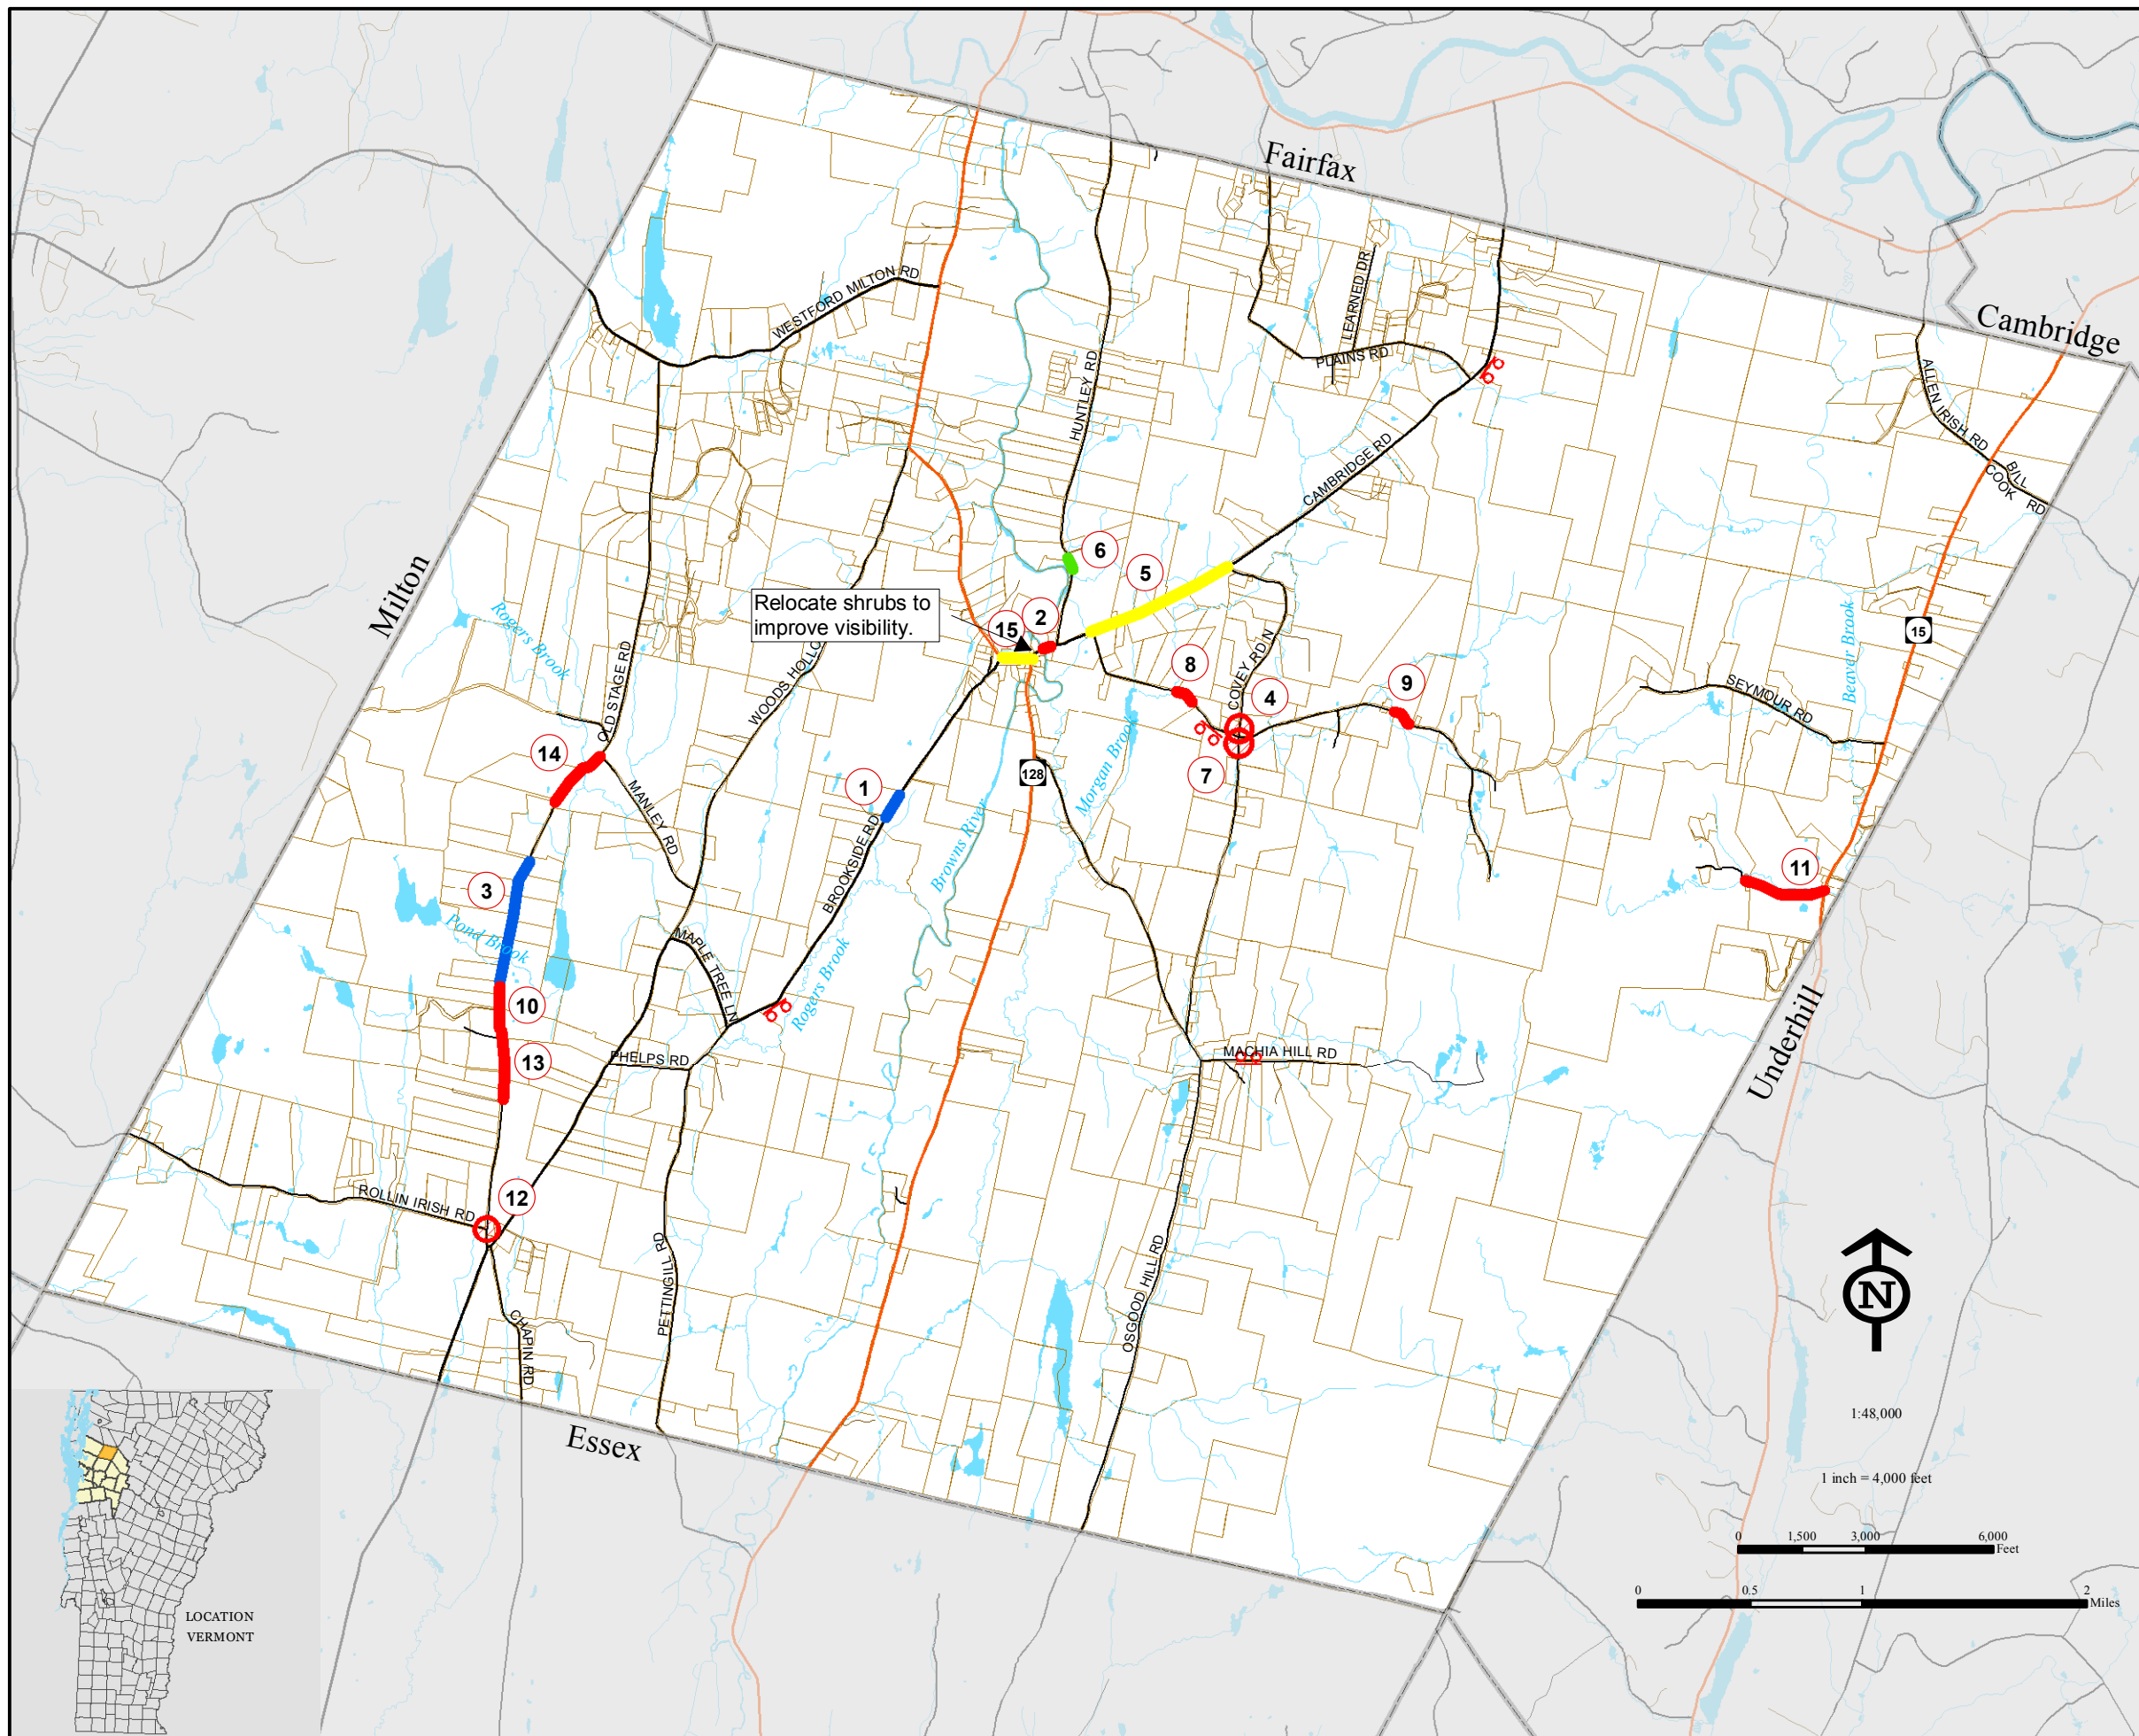 Fairfax
Cambridge
WESTFORD MILTON RD
LEARNED DR
PLAINS RD
HUNTLEY RD
CAMBRIDGE RD
ALLEN IRISH RD
BILL
COOK
RD
Milton
6
5
Relocate shrubs to
improve visibility.
15
2
Rogers Brook
OLD STAGE RD
WOODS HOLLO
COVEY RD N
Beaver Brook
15
8
4
9
SEYMOUR RD
14
1
128
7
Morgan Brook
MANLEY RD
Browns River
BROOKSIDE RD
11
3
Pond Brook
MAPLE TREE LN
Rogers Brook
10
Underhill
13
PHELPS RD
MACHIA HILL RD
12
ROLLIN IRISH RD
PETTINGILL RD
OSGOOD HILL RD
CHAPIN RD
N
1:48,000
Essex
1 inch = 4,000 feet
0 1,500 3,000 6,000
Feet
0 0.5 1 2
Miles
LOCATION
VERMONT